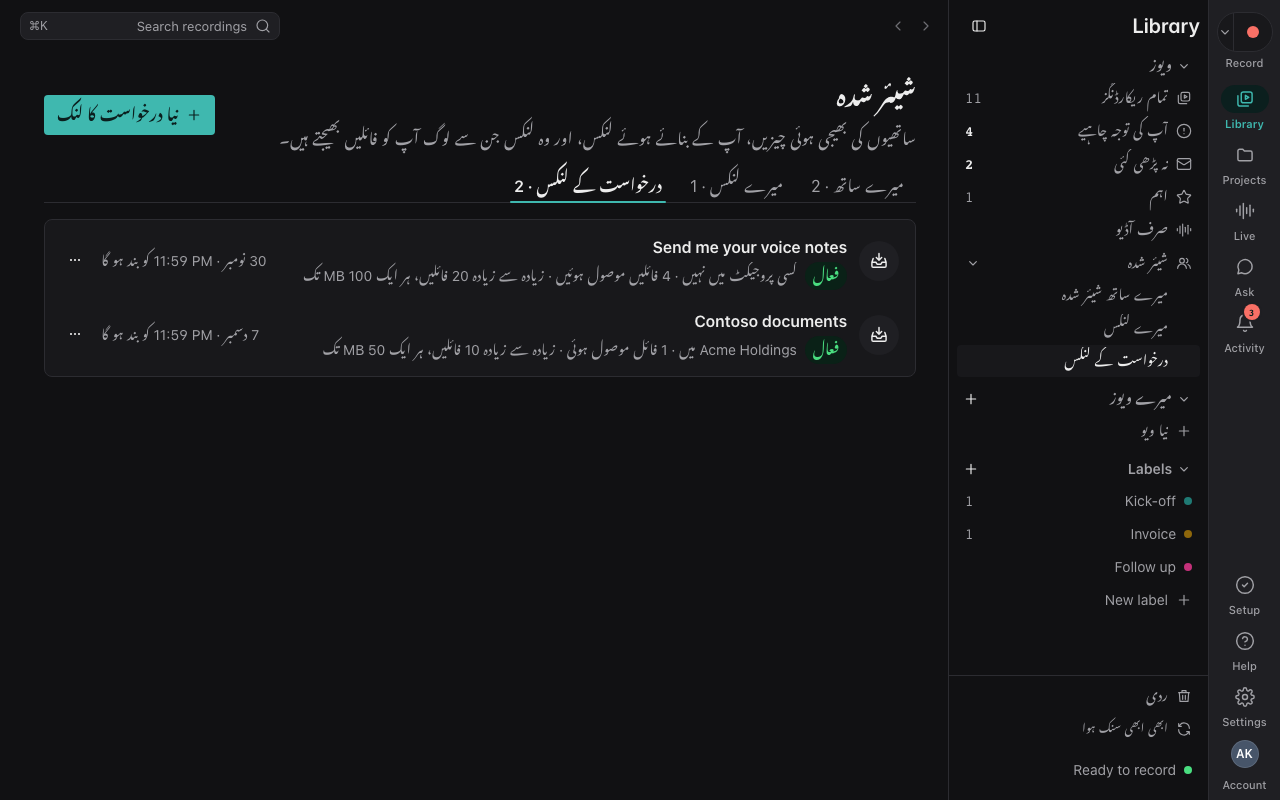 Record
Library
Projects
Live
Ask
3
Activity
Setup
Help
Settings
AK
Account
Library
ویوز
تمام ریکارڈنگز 11
آپ کی توجہ چاہیے 4
نہ پڑھی گئی 2
اہم 1
صرف آڈیو
شیئر شدہ
میرے ساتھ شیئر شدہ
میرے لنکس
درخواست کے لنکس
میرے ویوز
نیا ویو
Labels
Kick-off 1
Invoice 1
Follow up
New label
ردی
ابھی ابھی سنک ہوا
Ready to record
Search recordings ⌘K
شیئر شدہ
نیا درخواست کا لنک
ساتھیوں کی بھیجی ہوئی چیزیں، آپ کے بنائے ہوئے لنکس، اور وہ لنکس جن سے لوگ آپ کو فائلیں بھیجتے ہیں۔
میرے ساتھ · 2
میرے لنکس · 1
درخواست کے لنکس · 2
Send me your voice notes
فعال کسی پروجیکٹ میں نہیں · 4 فائلیں موصول ہوئیں · زیادہ سے زیادہ 20 فائلیں، ہر ایک 100 MB تک
30 نومبر · 11:59 PM کو بند ہو گا
Contoso documents
فعال Acme Holdings میں · 1 فائل موصول ہوئی · زیادہ سے زیادہ 10 فائلیں، ہر ایک 50 MB تک
7 دسمبر · 11:59 PM کو بند ہو گا